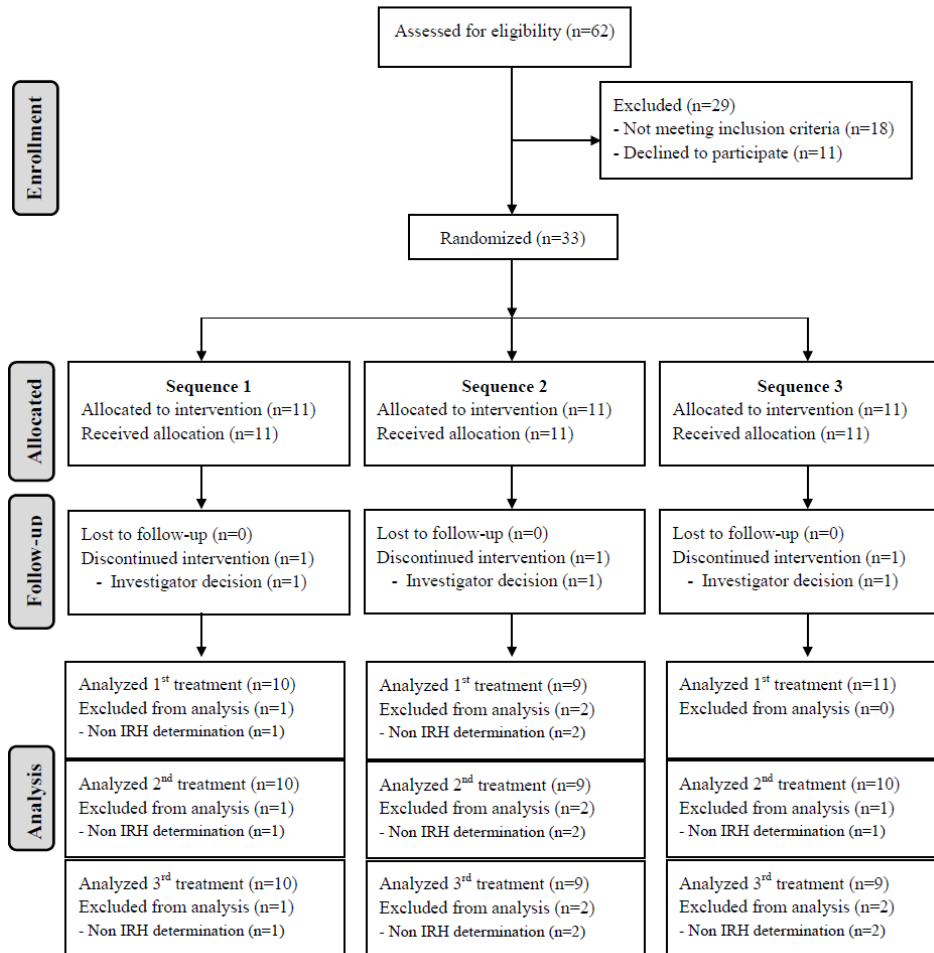 Assessed for eligibility (n=62)
Enrollment
Excluded (n=29)
- Not meeting inclusion criteria (n=18)
- Declined to participate (n=11)
Randomized (n=33)
Allocated
Sequence 1
Allocated to intervention (n=11)
Received allocation (n=11)
Sequence 2
Allocated to intervention (n=11)
Received allocation (n=11)
Sequence 3
Allocated to intervention (n=11)
Received allocation (n=11)
Follow-up
Lost to follow-up (n=0)
Discontinued intervention (n=1)
- Investigator decision (n=1)
Lost to follow-up (n=0)
Discontinued intervention (n=1)
- Investigator decision (n=1)
Lost to follow-up (n=0)
Discontinued intervention (n=1)
- Investigator decision (n=1)
Analysis
Analyzed 1st treatment (n=10)
Excluded from analysis (n=1)
- Non IRH determination (n=1)
Analyzed 1st treatment (n=9)
Excluded from analysis (n=2)
- Non IRH determination (n=2)
Analyzed 1st treatment (n=11)
Excluded from analysis (n=0)
Analyzed 2nd treatment (n=10)
Excluded from analysis (n=1)
- Non IRH determination (n=1)
Analyzed 2nd treatment (n=9)
Excluded from analysis (n=2)
- Non IRH determination (n=2)
Analyzed 2nd treatment (n=10)
Excluded from analysis (n=1)
- Non IRH determination (n=1)
Analyzed 3rd treatment (n=10)
Excluded from analysis (n=1)
- Non IRH determination (n=1)
Analyzed 3rd treatment (n=9)
Excluded from analysis (n=2)
- Non IRH determination (n=2)
Analyzed 3rd treatment (n=9)
Excluded from analysis (n=2)
- Non IRH determination (n=2)